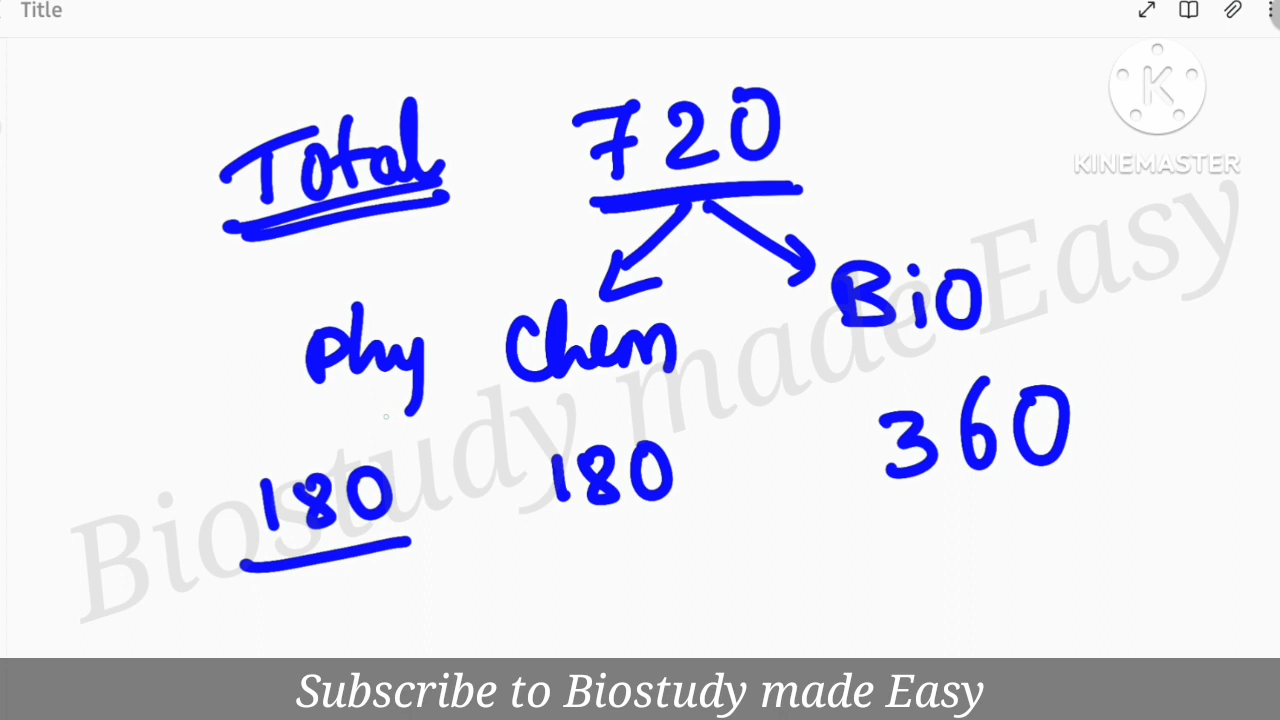 Title
KINEMASTER
Total 720
Phy Chem Bio
180 180 360
Biostudy made Easy
Subscribe to Biostudy made Easy